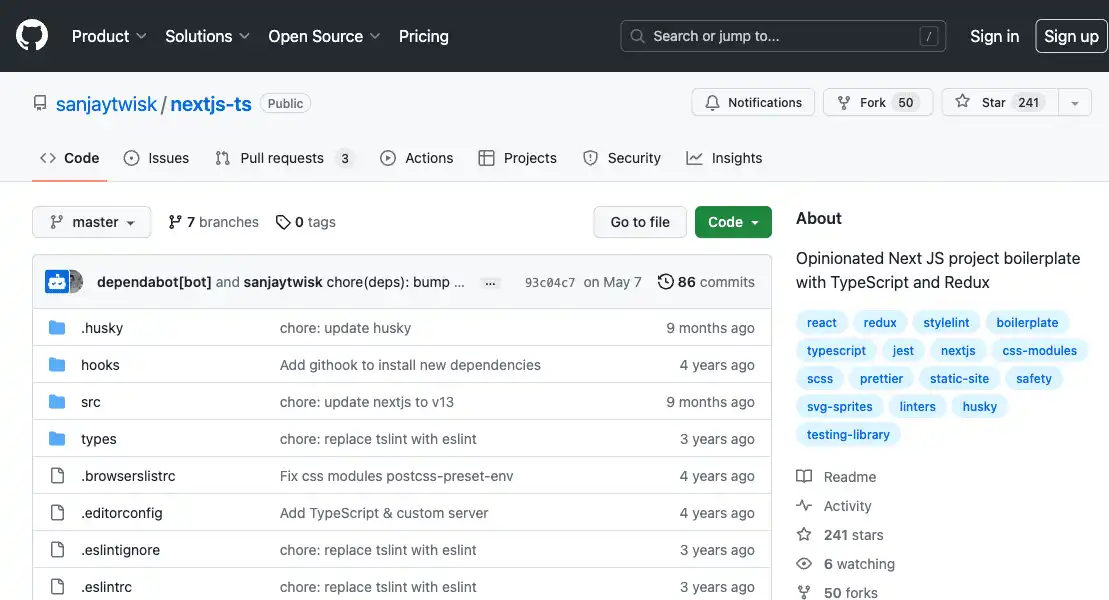 Product Solutions Open Source Pricing Search or jump to... / Sign in Sign up
sanjaytwisk / nextjs-ts Public Notifications Fork 50 Star 241
Code Issues Pull requests 3 Actions Projects Security Insights
master 7 branches 0 tags Go to file Code
dependabot[bot] and sanjaytwisk chore(deps): bump ... ... 93c04c7 on May 7 86 commits
.husky chore: update husky 9 months ago
hooks Add githook to install new dependencies 4 years ago
src chore: update nextjs to v13 9 months ago
types chore: replace tslint with eslint 3 years ago
.browserslistrc Fix css modules postcss-preset-env 4 years ago
.editorconfig Add TypeScript & custom server 4 years ago
.eslintignore chore: replace tslint with eslint 3 years ago
.eslintrc chore: replace tslint with eslint 3 years ago
About
Opinionated Next JS project boilerplate
with TypeScript and Redux
react redux stylelint boilerplate
typescript jest nextjs css-modules
scss prettier static-site safety
svg-sprites linters husky
testing-library
Readme
Activity
241 stars
6 watching
50 forks